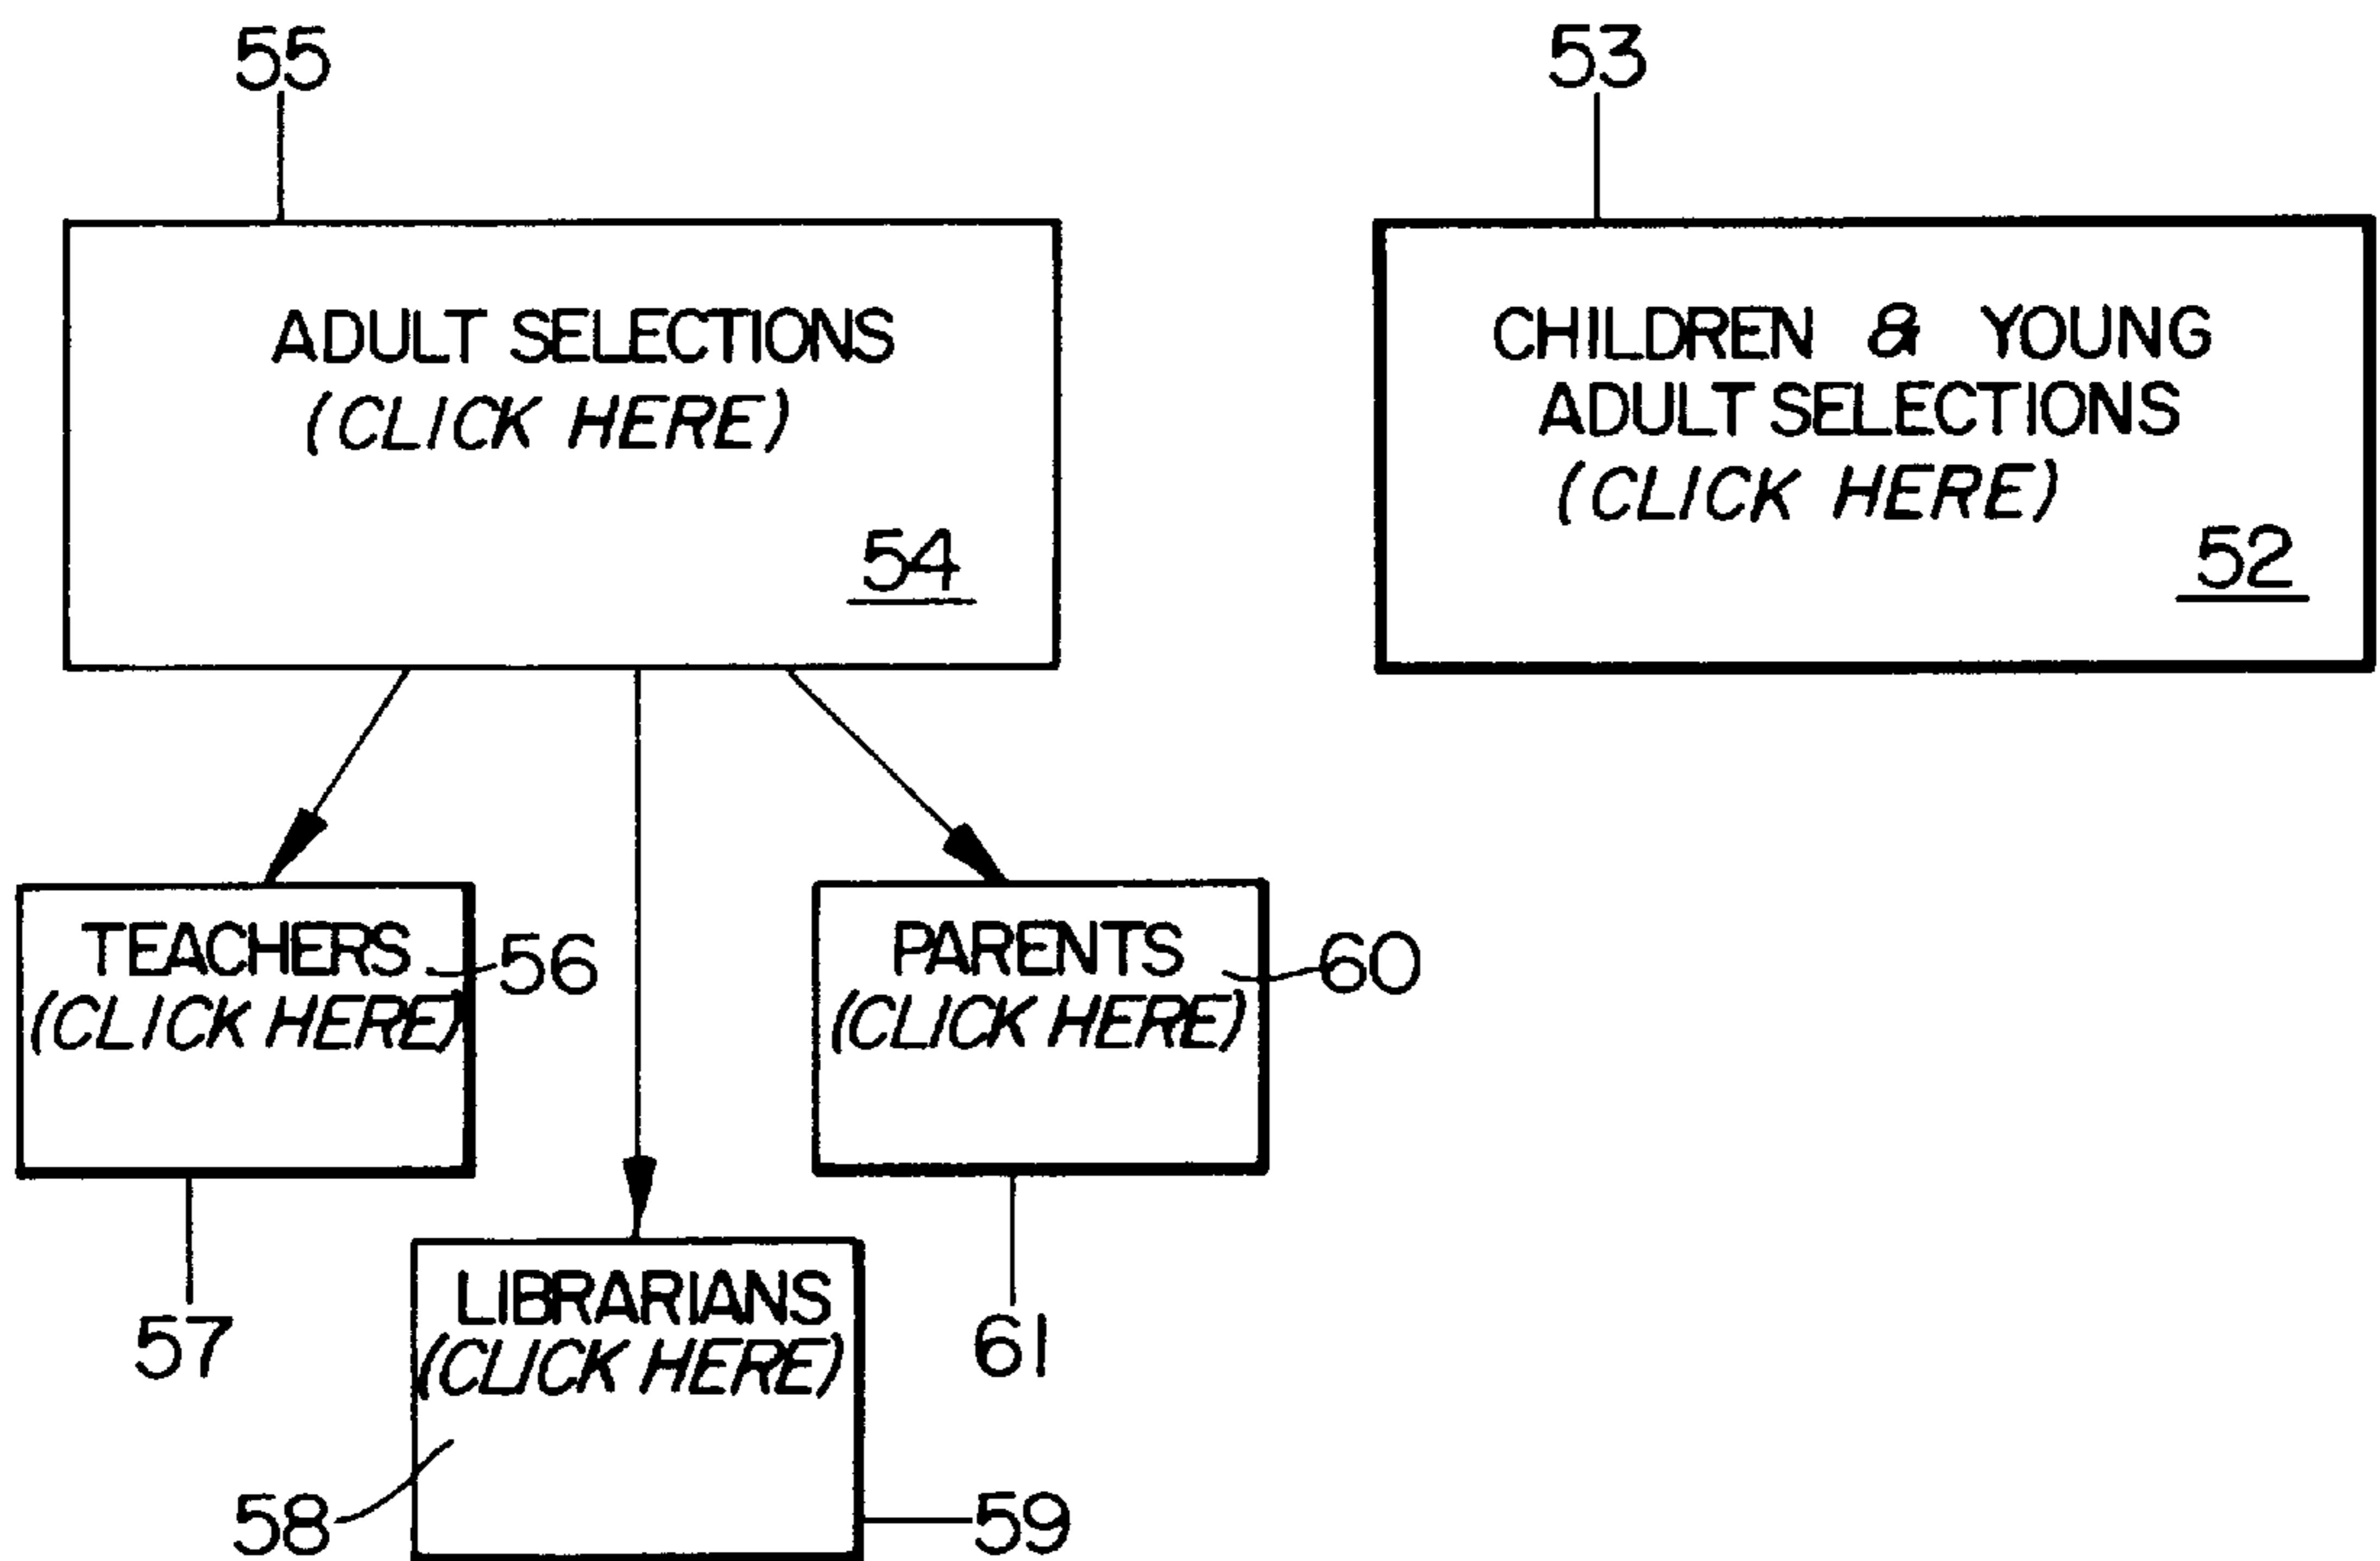 55
53
ADULT SELECTIONS
(CLICK HERE)
54
CHILDREN & YOUNG
ADULT SELECTIONS
(CLICK HERE)
52
TEACHERS
(CLICK HERE)
56
PARENTS
(CLICK HERE)
60
57
61
LIBRARIANS
(CLICK HERE)
58
59